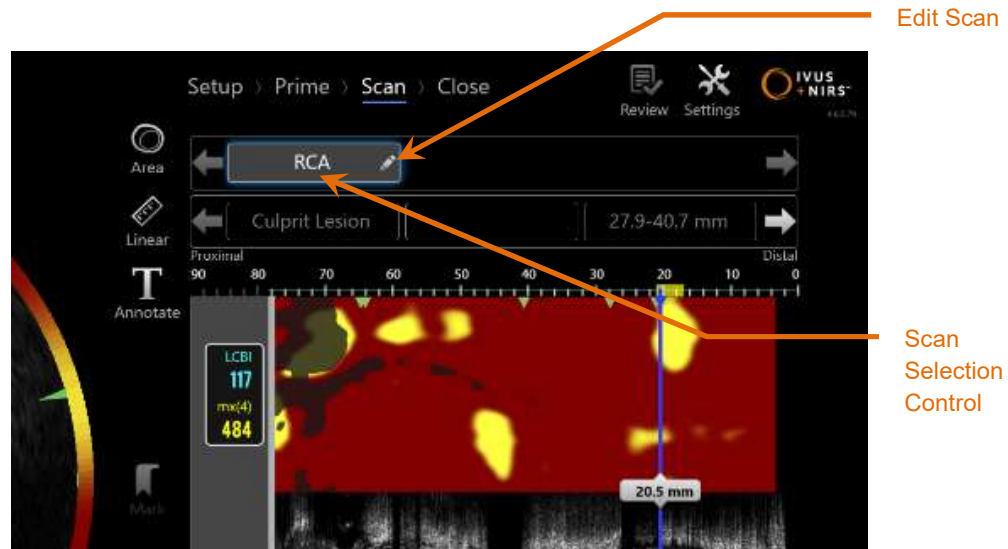 Edit Scan
Setup › Prime › Scan › Close
Review
Settings
IVUS
+NIRS
Area
RCA
Linear
Culprit Lesion
27.9-40.7 mm
Proximal
Distal
90 80 70 60 50 40 30 20 10 0
Annotate
LCBI
117
mx(4)
484
Scan
Selection
Control
20.5 mm
Mark